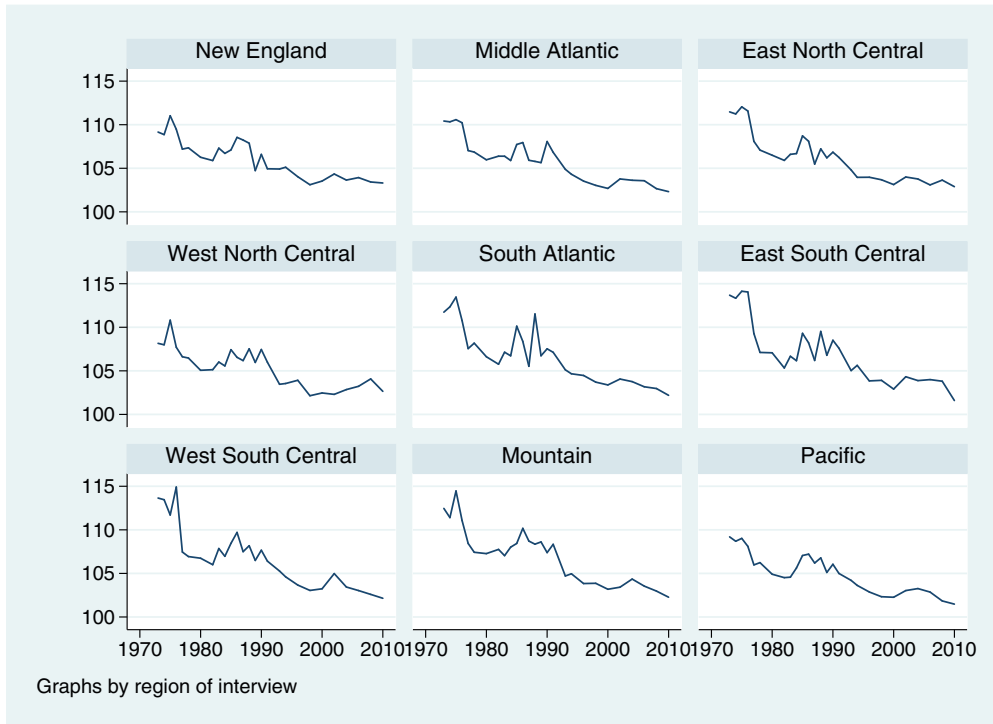 New England Middle Atlantic East North Central
115
110
105
100
West North Central South Atlantic East South Central
115
110
105
100
West South Central Mountain Pacific
115
110
105
100
1970 1980 1990 2000 2010 1970 1980 1990 2000 2010 1970 1980 1990 2000 2010
Graphs by region of interview